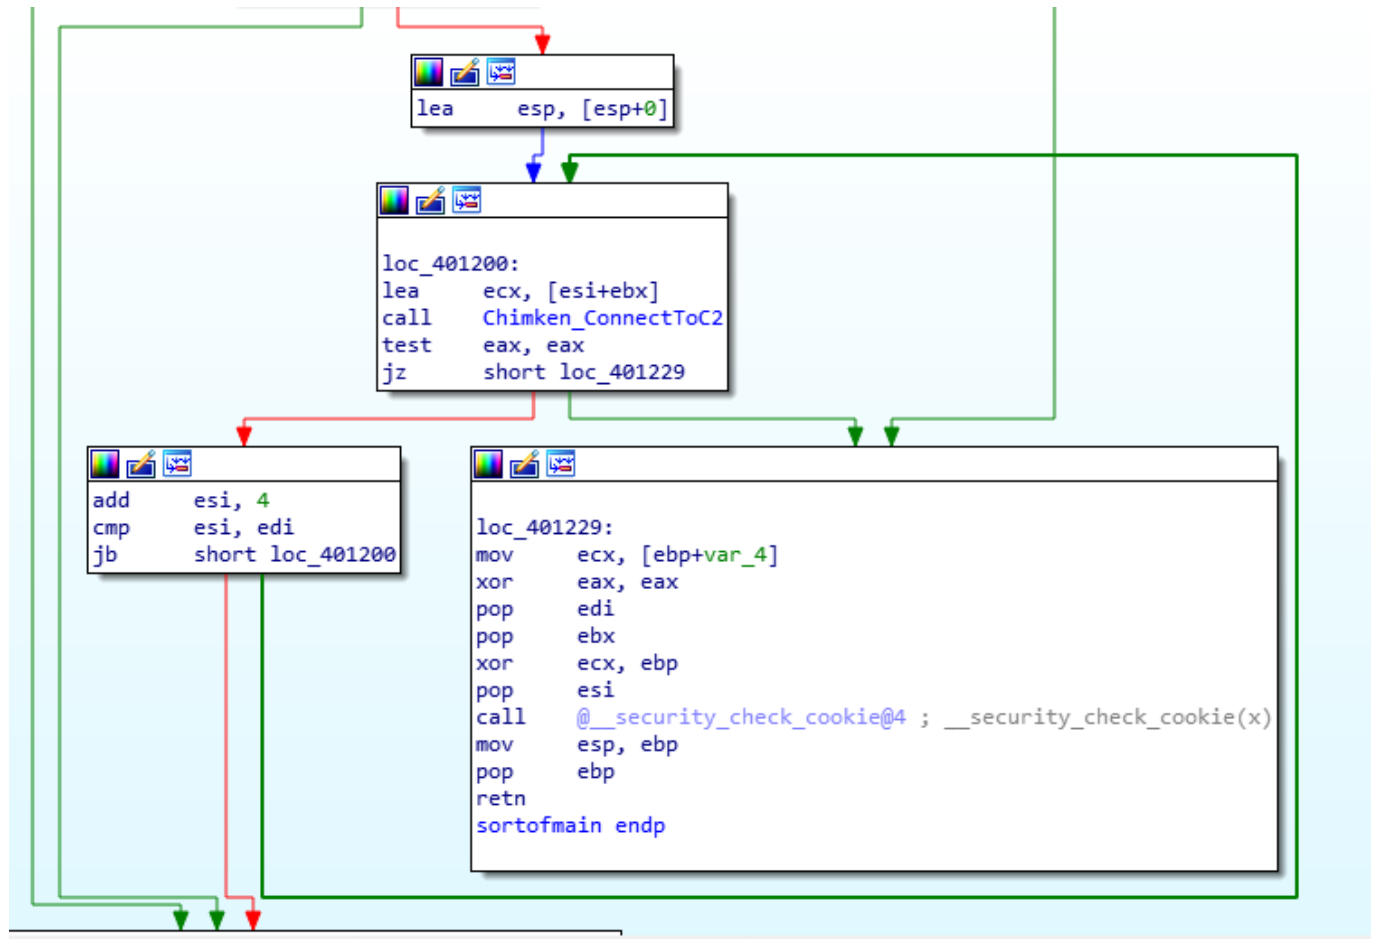 lea esp, [esp+0]
loc_401200:
lea ecx, [esi+ebx]
call Chimken_ConnectToC2
test eax, eax
jz short loc_401229
add esi, 4
cmp esi, edi
jb short loc_401200
loc_401229:
mov ecx, [ebp+var_4]
xor eax, eax
pop edi
pop ebx
xor ecx, ebp
pop esi
call @__security_check_cookie@4 ; __security_check_cookie(x)
mov esp, ebp
pop ebp
retn
sortofmain endp